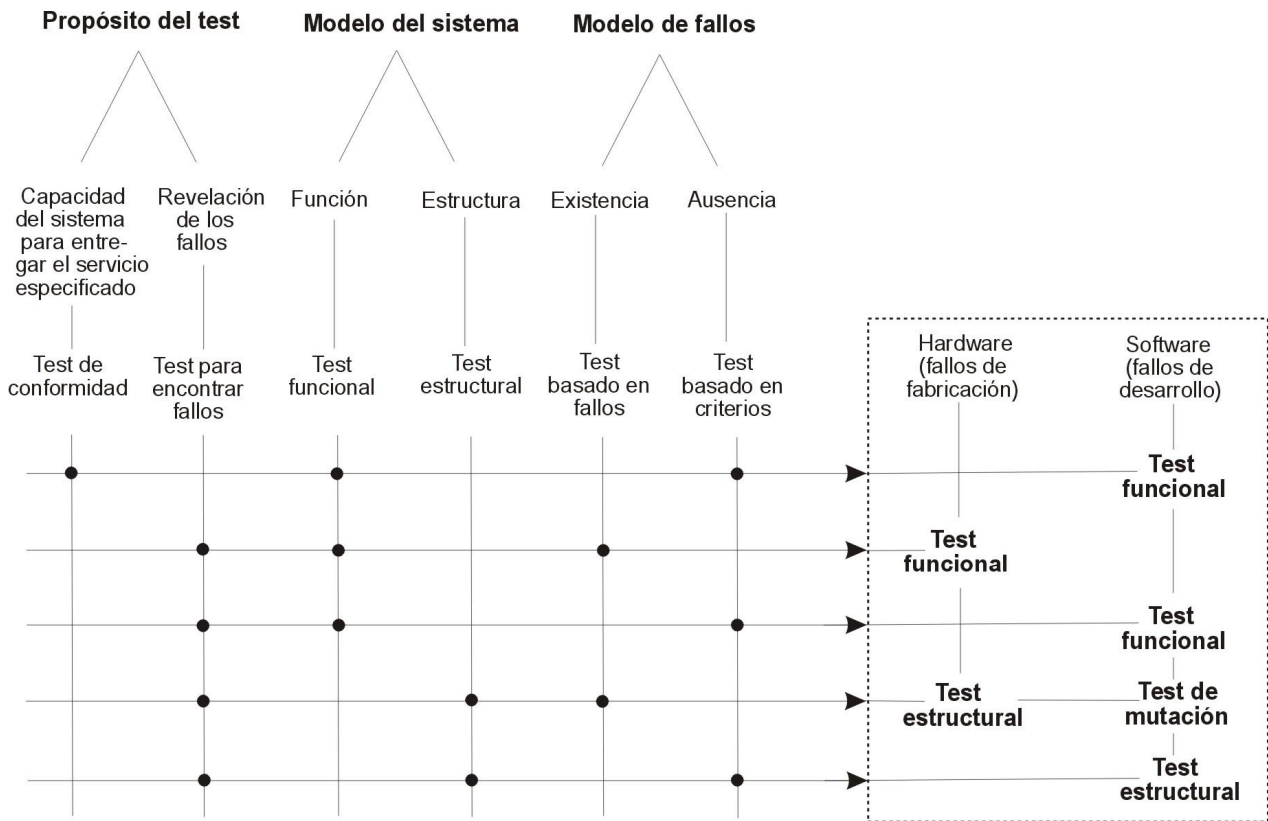 Propósito del test
Modelo del sistema
Modelo de fallos
Capacidad
del sistema
para entre-
gar el servicio
especificado
Revelación
de los
fallos
Función
Estructura
Existencia
Ausencia
Test de
conformidad
Test para
encontrar
fallos
Test
funcional
Test
estructural
Test
basado en
fallos
Test
basado en
criterios
Hardware
(fallos de
fabricación)
Software
(fallos de
desarrollo)
Test
funcional
Test
funcional
Test
funcional
Test
estructural
Test de
mutación
Test
estructural